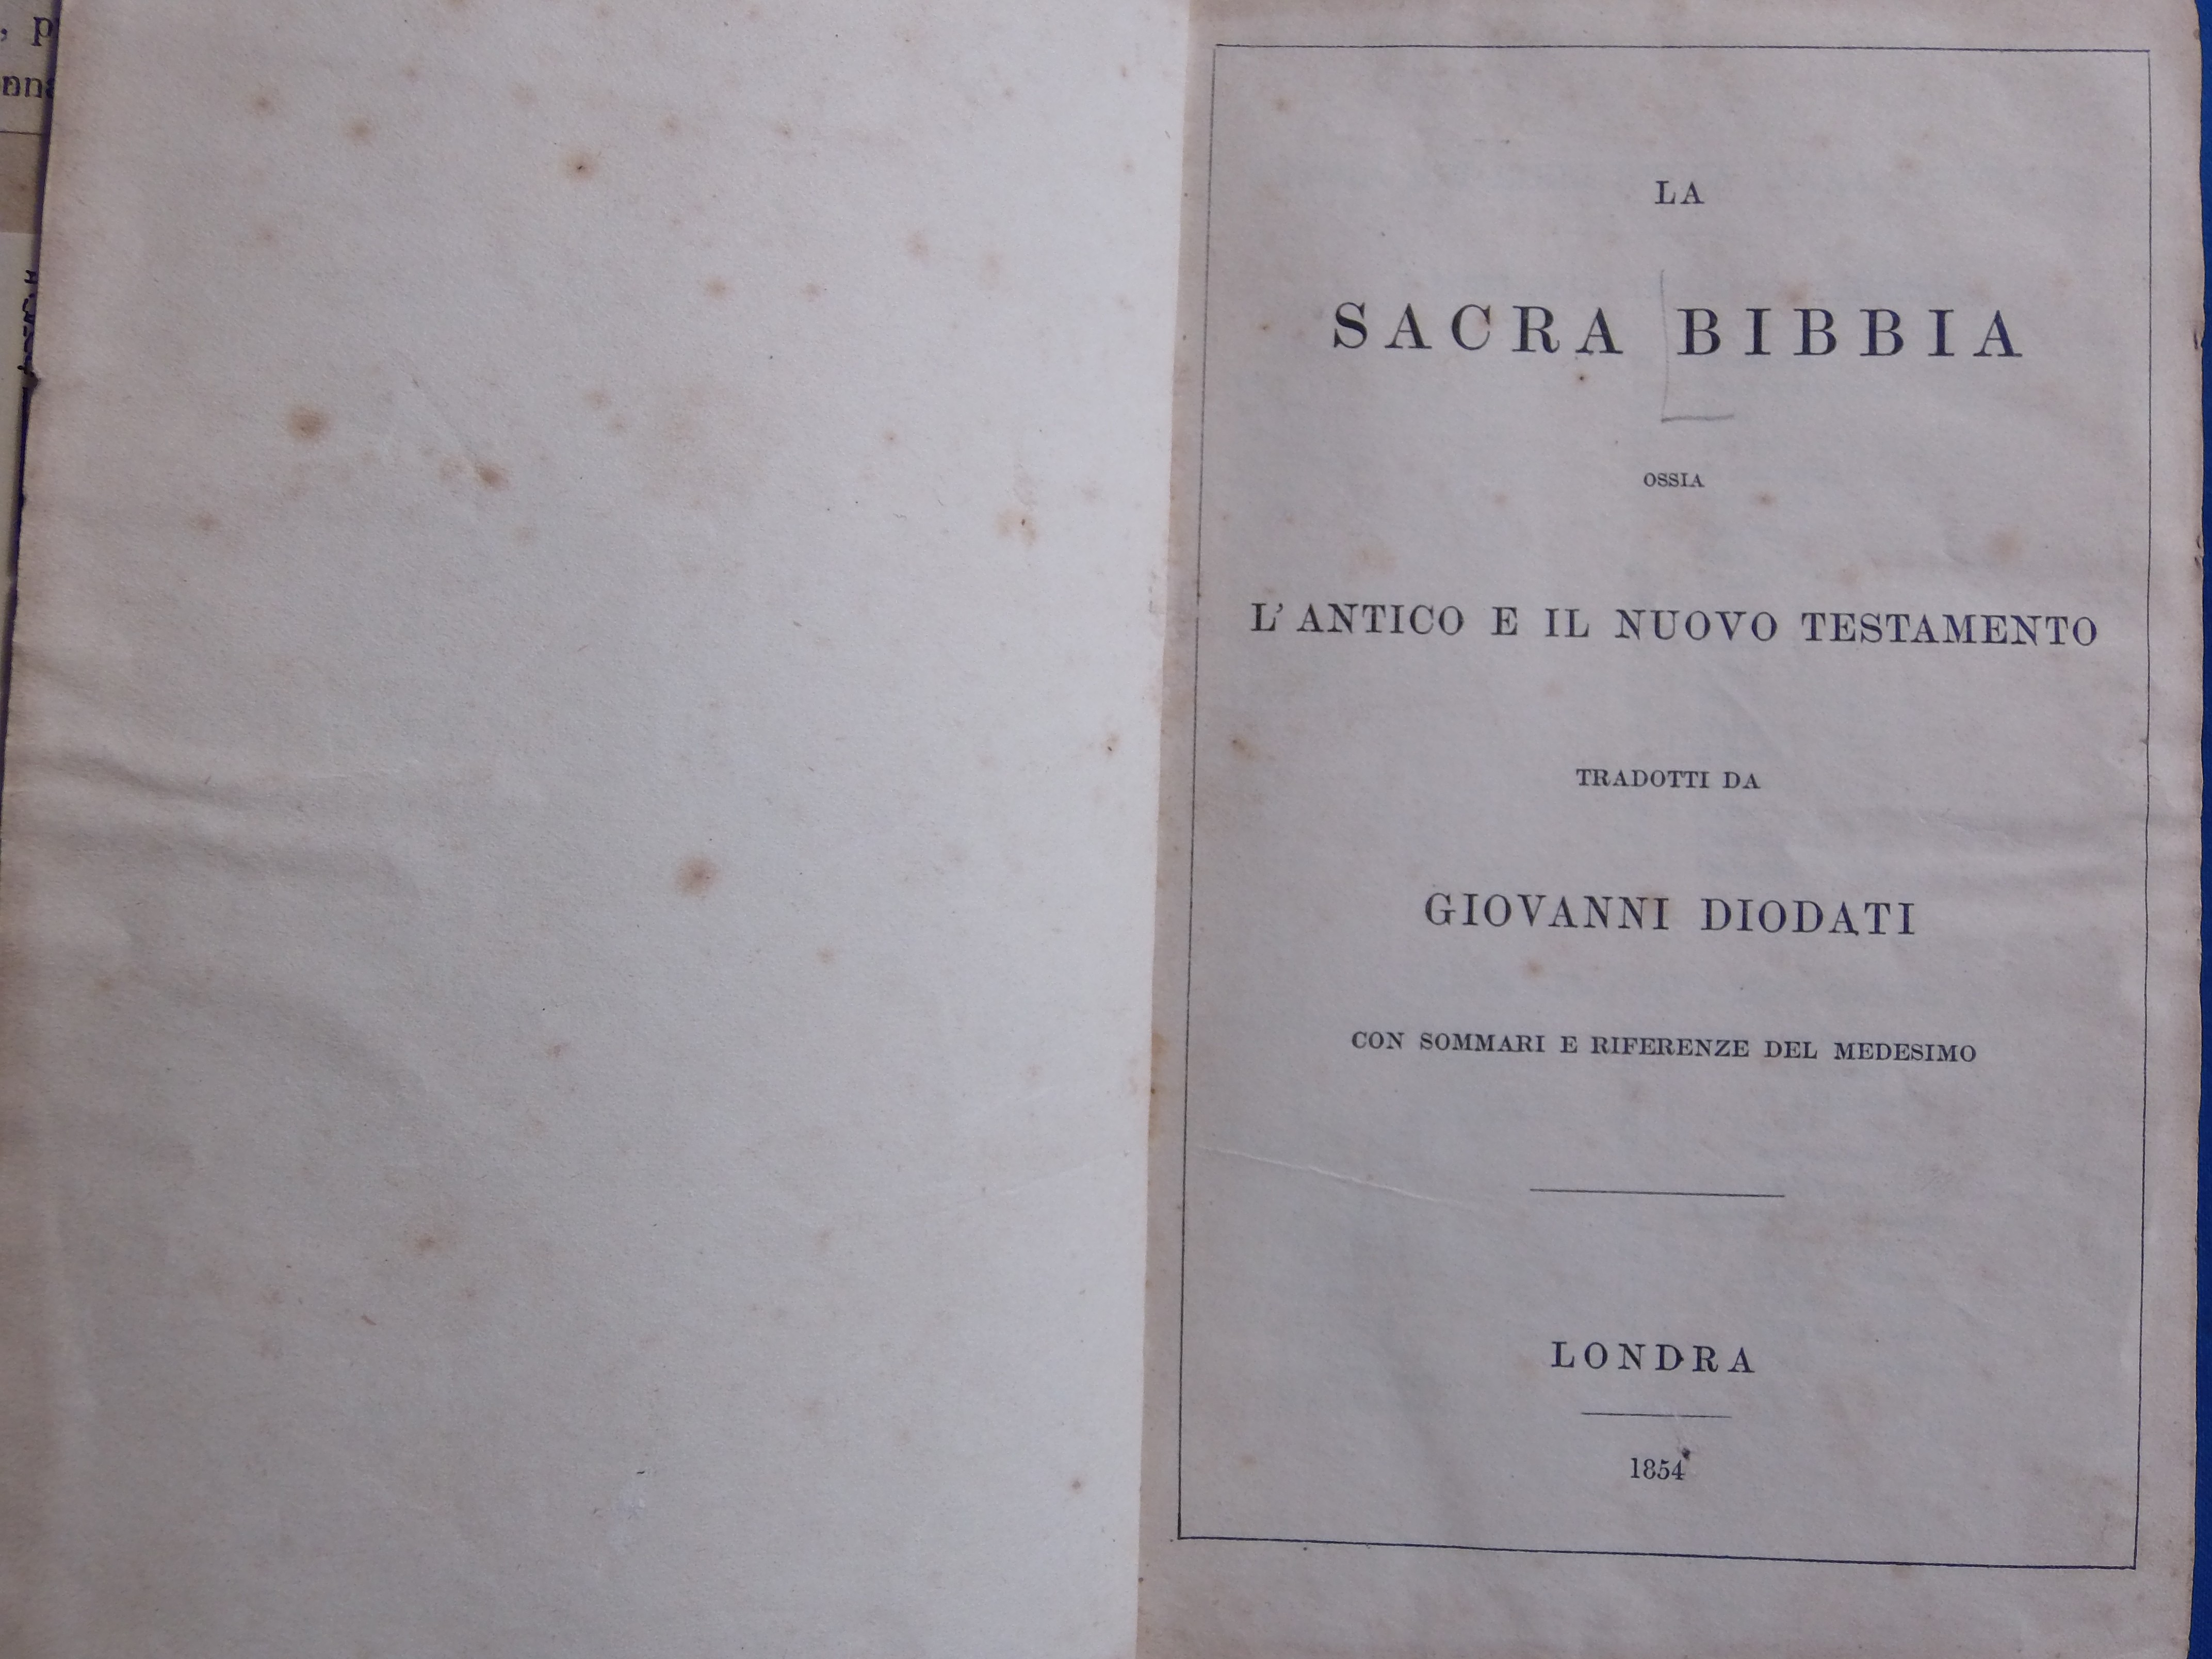 LA
SACRA BIBBIA
OSSIA
L'ANTICO E IL NUOVO TESTAMENTO
TRADOTTI DA
GIOVANNI DIODATI
CON SOMMARI E RIFERENZE DEL MEDESIMO
LONDRA
1854